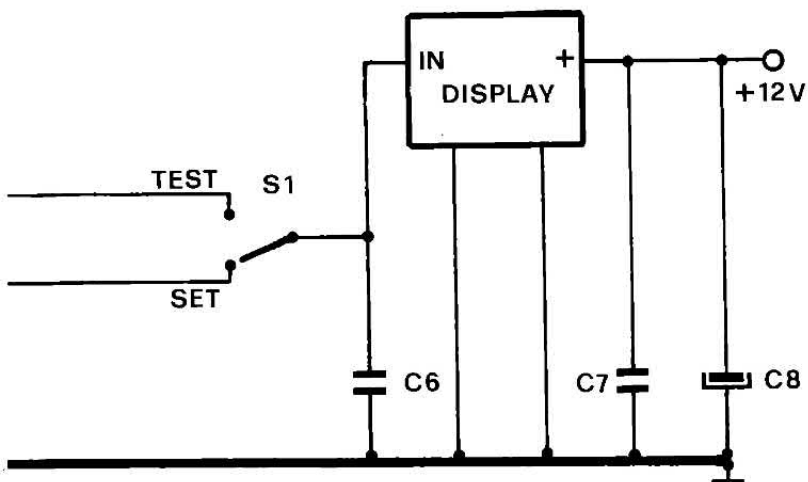 IN +
DISPLAY
+12V
TEST S1
SET
C6
C7
C8